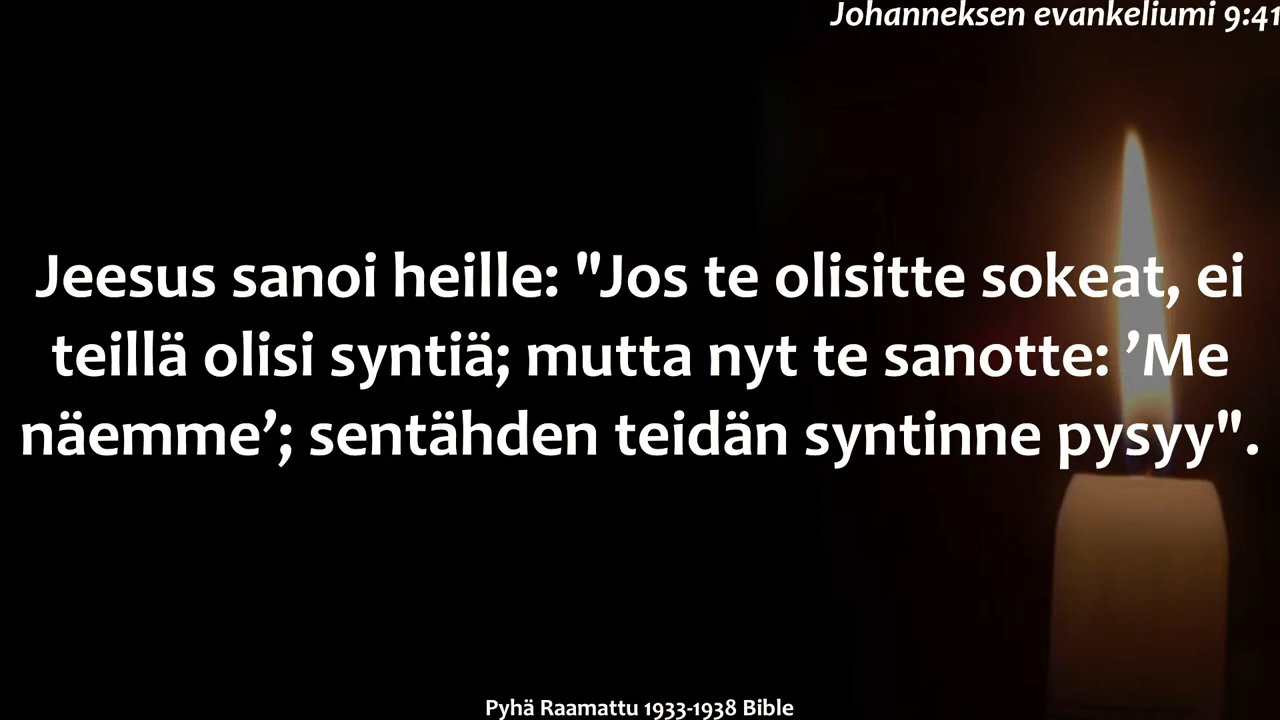 Johanneksen evankeliumi 9:41
Jeesus sanoi heille: "Jos te olisitte sokeat, ei
teillä olisi syntiä; mutta nyt te sanotte: ’Me
näemme’; sentähden teidän syntinne pysyy".
Pyhä Raamattu 1933-1938 Bible